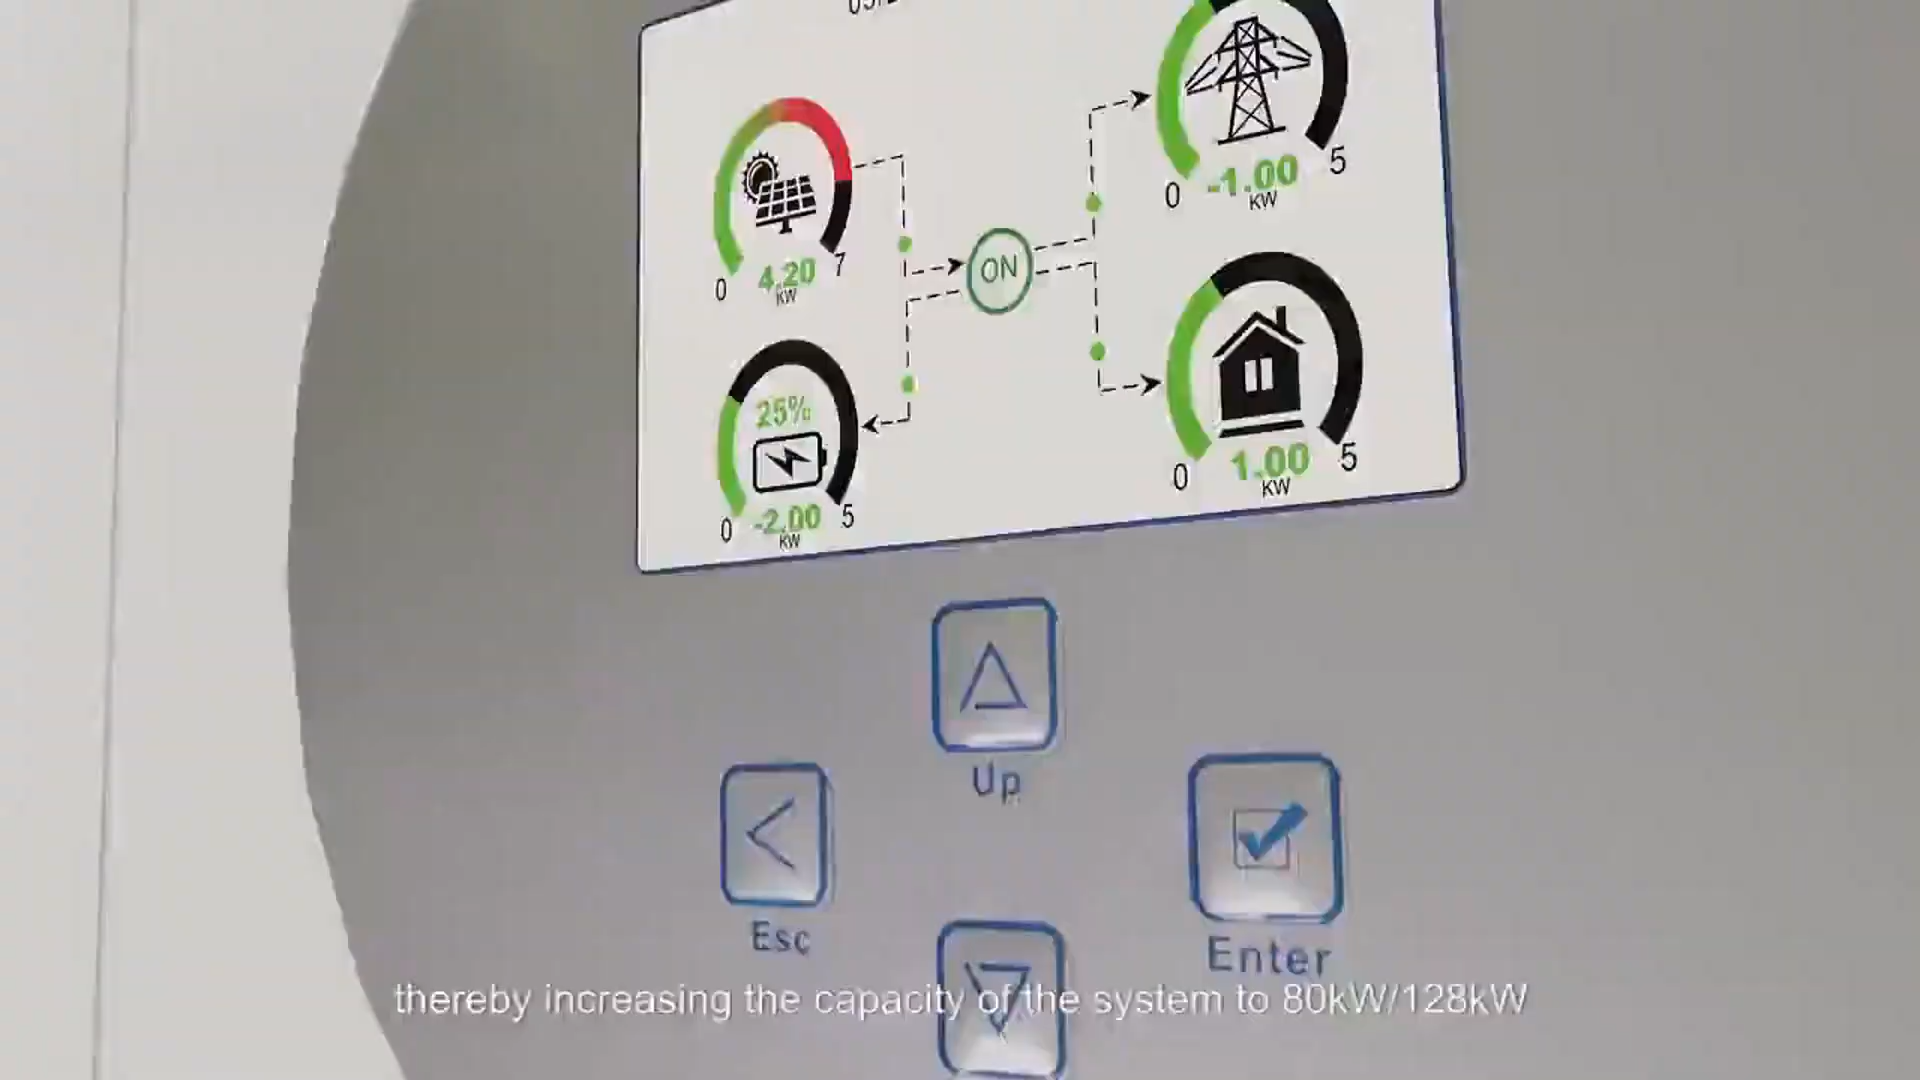 0
-1.00
KW
5
0
4.20
KW
7
ON
25%
0
-2.00
KW
5
0
1.00
KW
5
Up
Esc
Enter
thereby increasing the capacity of the system to 80kW/128kW